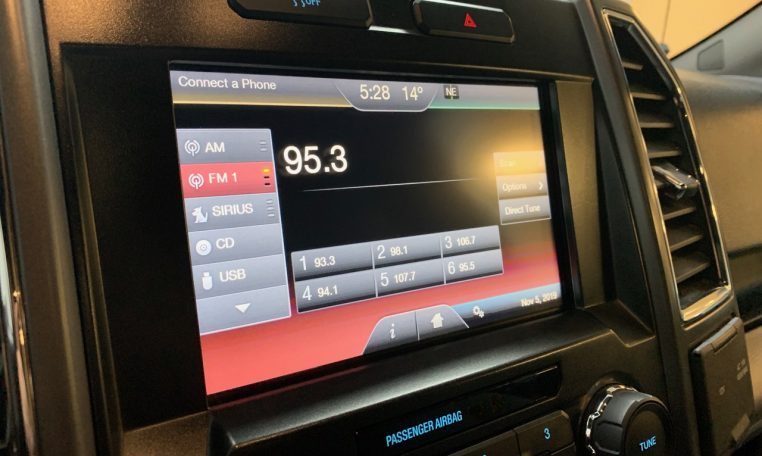 OFF
Connect a Phone
5:28 14° NE
AM
FM 1
SIRIUS
CD
USB
95.3
Scan
Options
Direct Tune
1 93.3
2 98.1
3 106.7
4 94.1
5 107.7
6 95.5
i
Nov 5, 2019
PASSENGER AIRBAG
3
TUNE